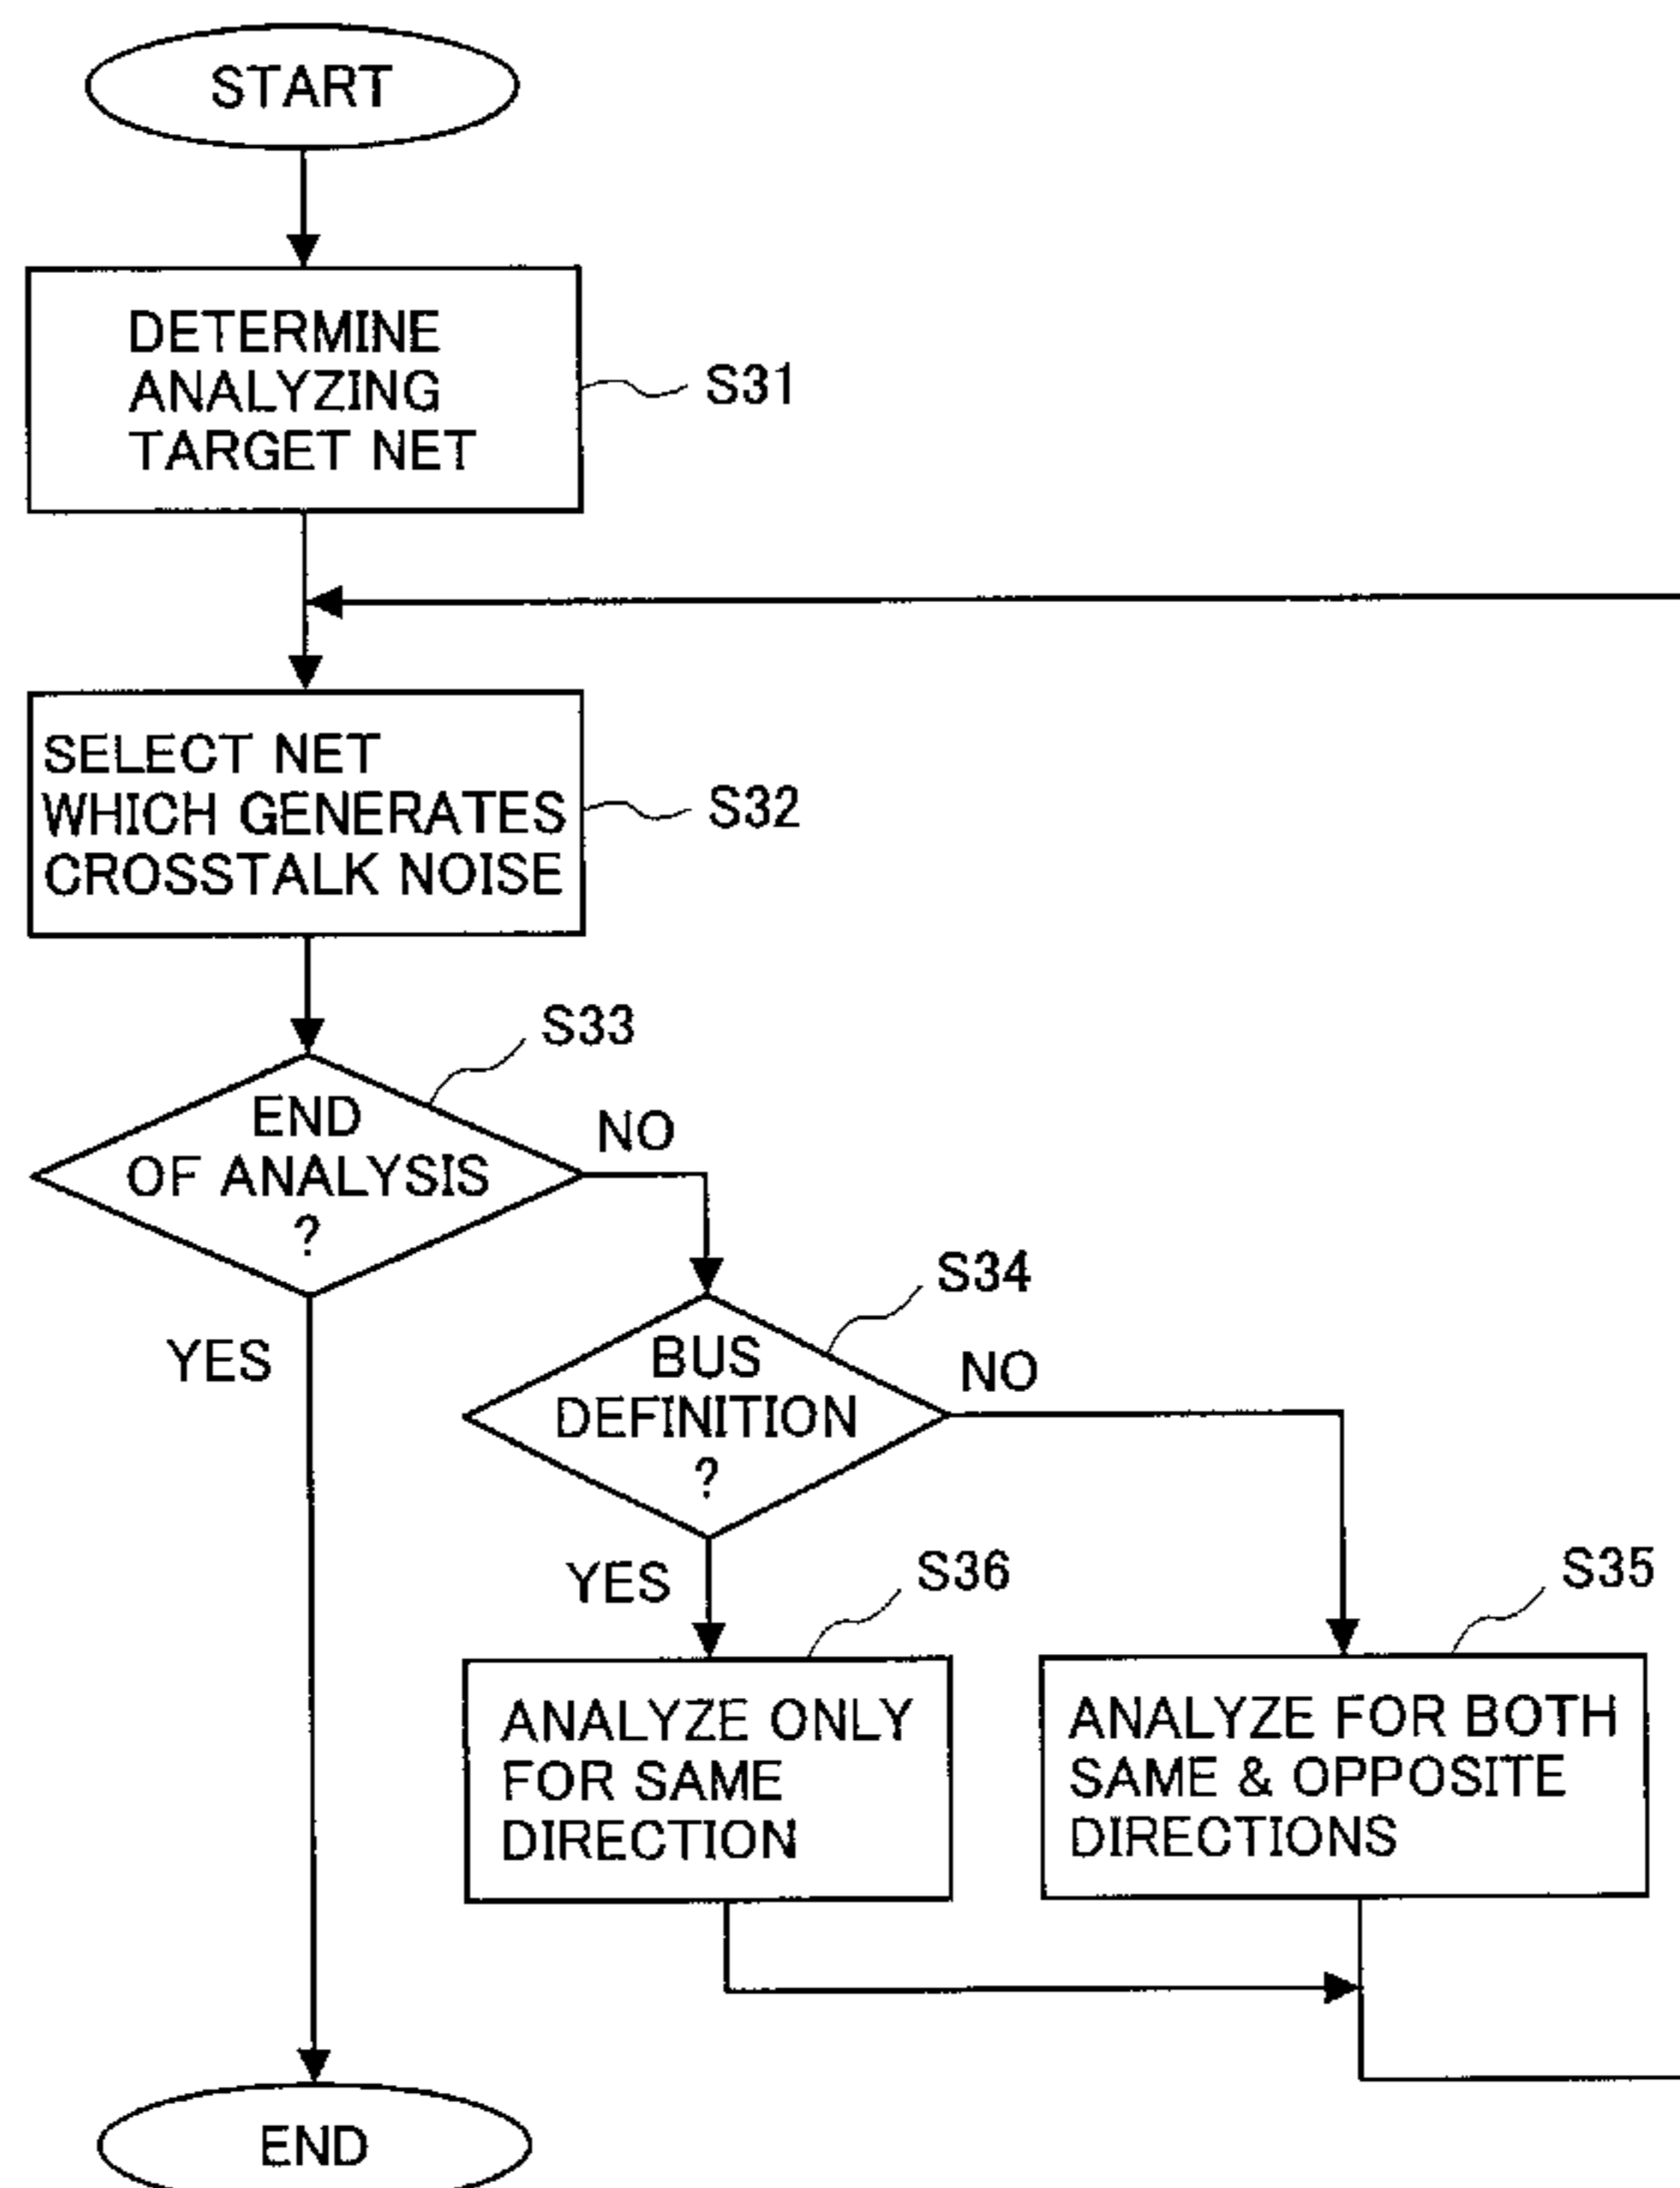 START
DETERMINE
ANALYZING
TARGET NET
S31
SELECT NET
WHICH GENERATES
CROSSTALK NOISE
S32
S33
END
OF ANALYSIS
?
NO
YES
S34
BUS
DEFINITION
?
NO
YES
S36
S35
ANALYZE ONLY
FOR SAME
DIRECTION
ANALYZE FOR BOTH
SAME & OPPOSITE
DIRECTIONS
END